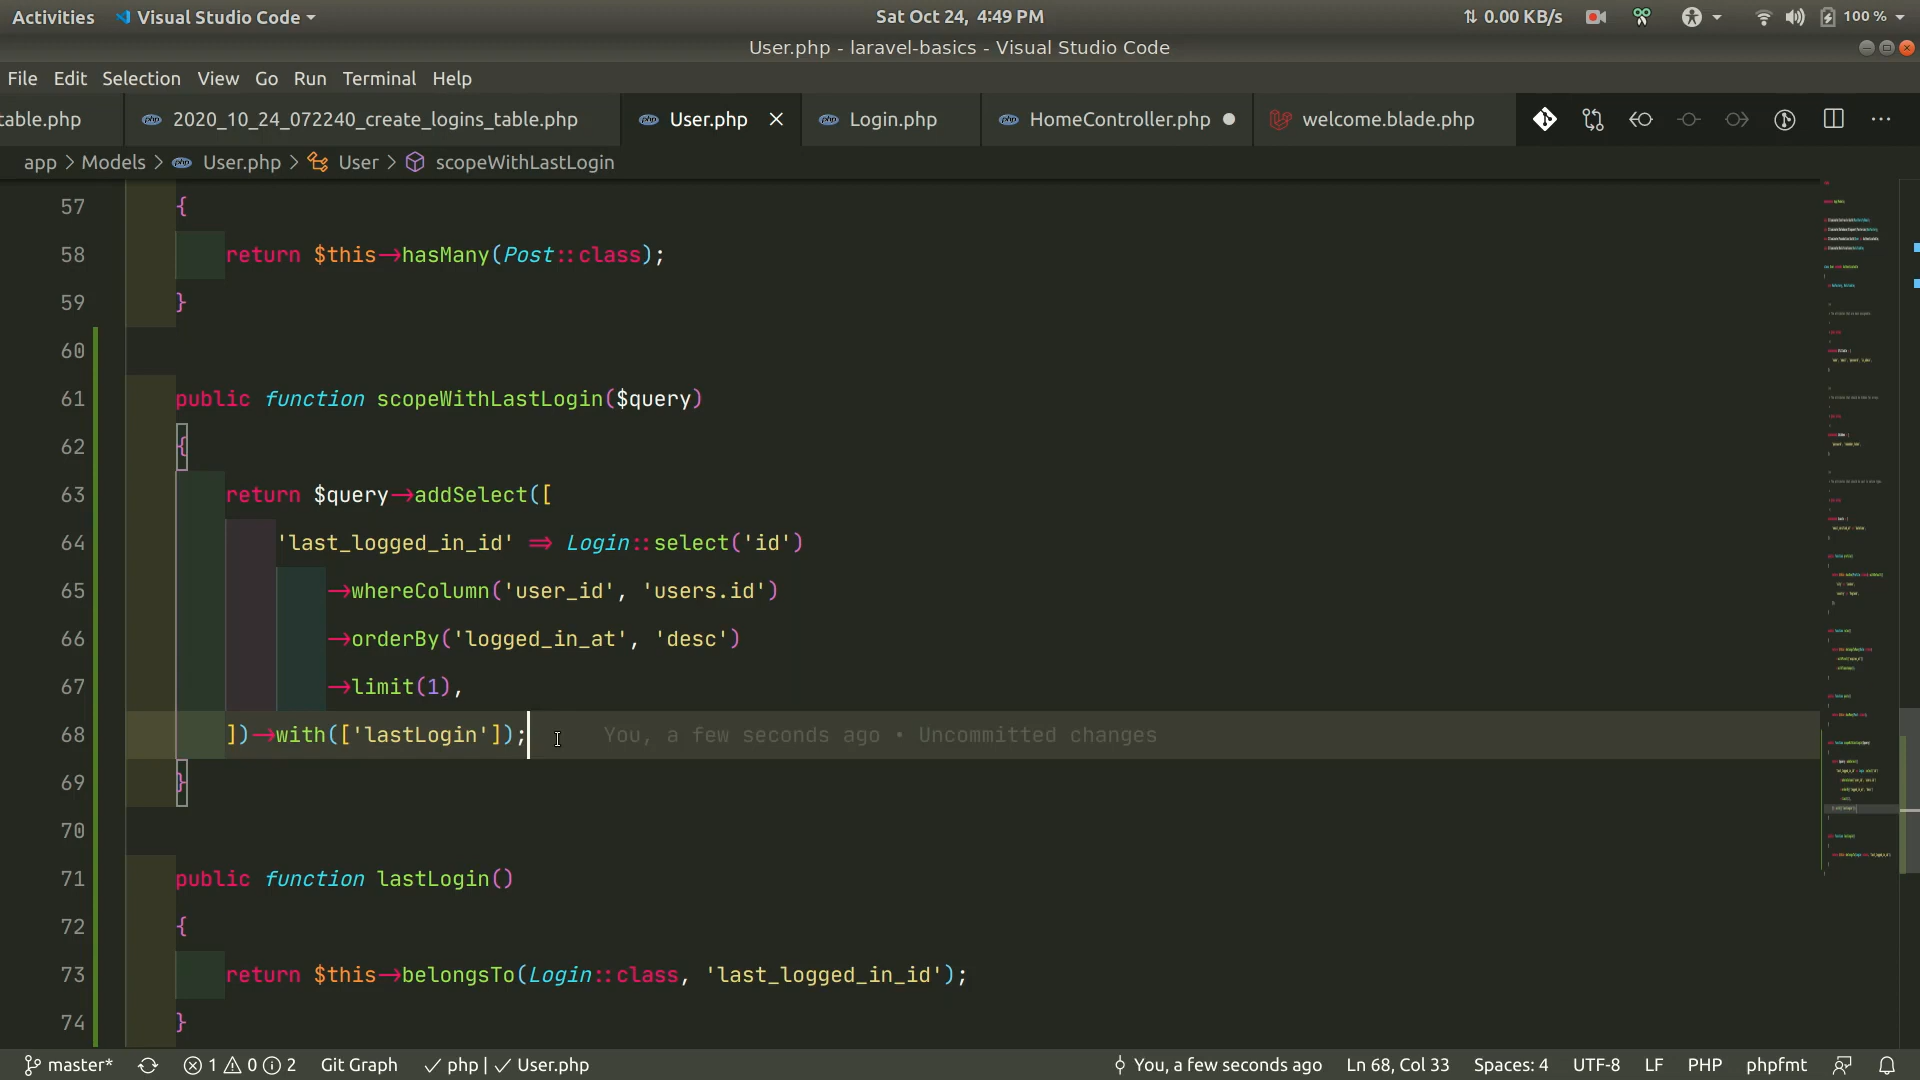 Activities Visual Studio Code Sat Oct 24, 4:49 PM 0.00 KB/s 100 %
User.php - laravel-basics - Visual Studio Code
File Edit Selection View Go Run Terminal Help
table.php 2020_10_24_072240_create_logins_table.php User.php Login.php HomeController.php welcome.blade.php
app > Models > User.php > User > scopeWithLastLogin
57 {
58 return $this->hasMany(Post::class);
59 }
60
61 public function scopeWithLastLogin($query)
62 {
63 return $query->addSelect([
64 'last_logged_in_id' => Login::select('id')
65 ->whereColumn('user_id', 'users.id')
66 ->orderBy('logged_in_at', 'desc')
67 ->limit(1),
68 ])->with(['lastLogin']); You, a few seconds ago • Uncommitted changes
69 }
70
71 public function lastLogin()
72 {
73 return $this->belongsTo(Login::class, 'last_logged_in_id');
74 }
master* 1 0 2 Git Graph ✓ php | ✓ User.php You, a few seconds ago Ln 68, Col 33 Spaces: 4 UTF-8 LF PHP phpfmt